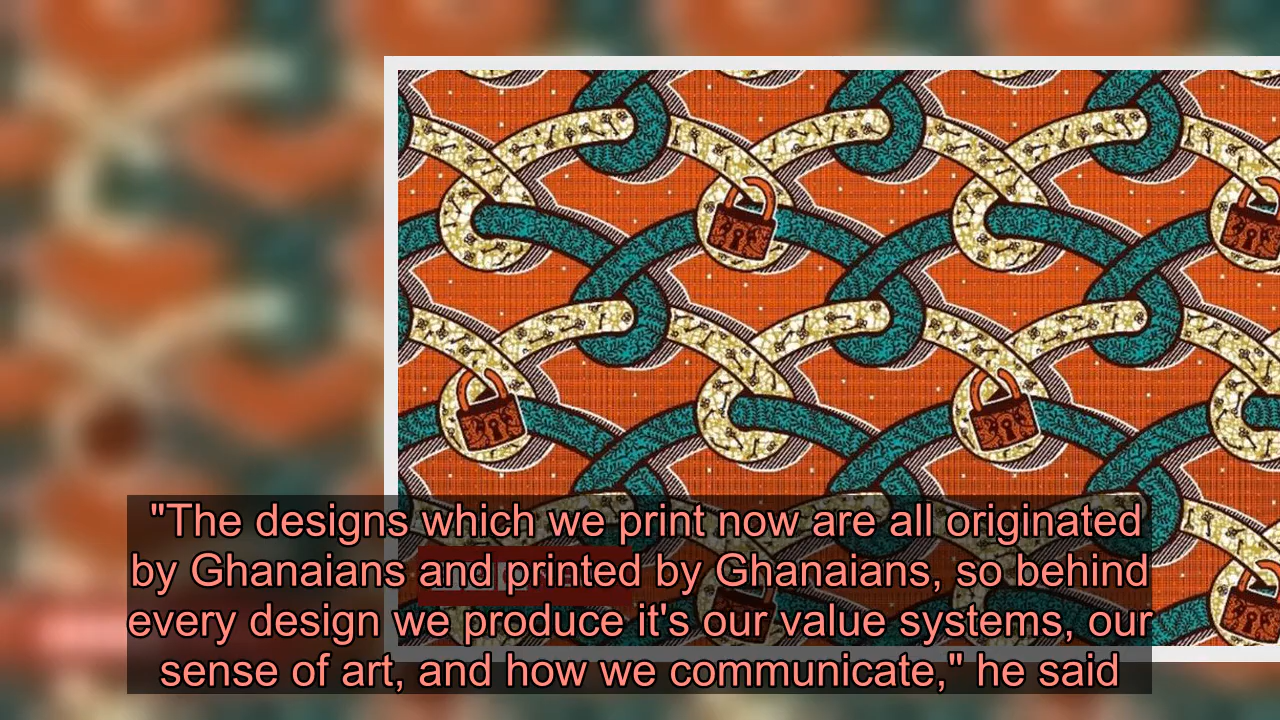 "The designs which we print now are all originated
by Ghanaians and printed by Ghanaians, so behind
every design we produce it's our value systems, our
sense of art, and how we communicate," he said